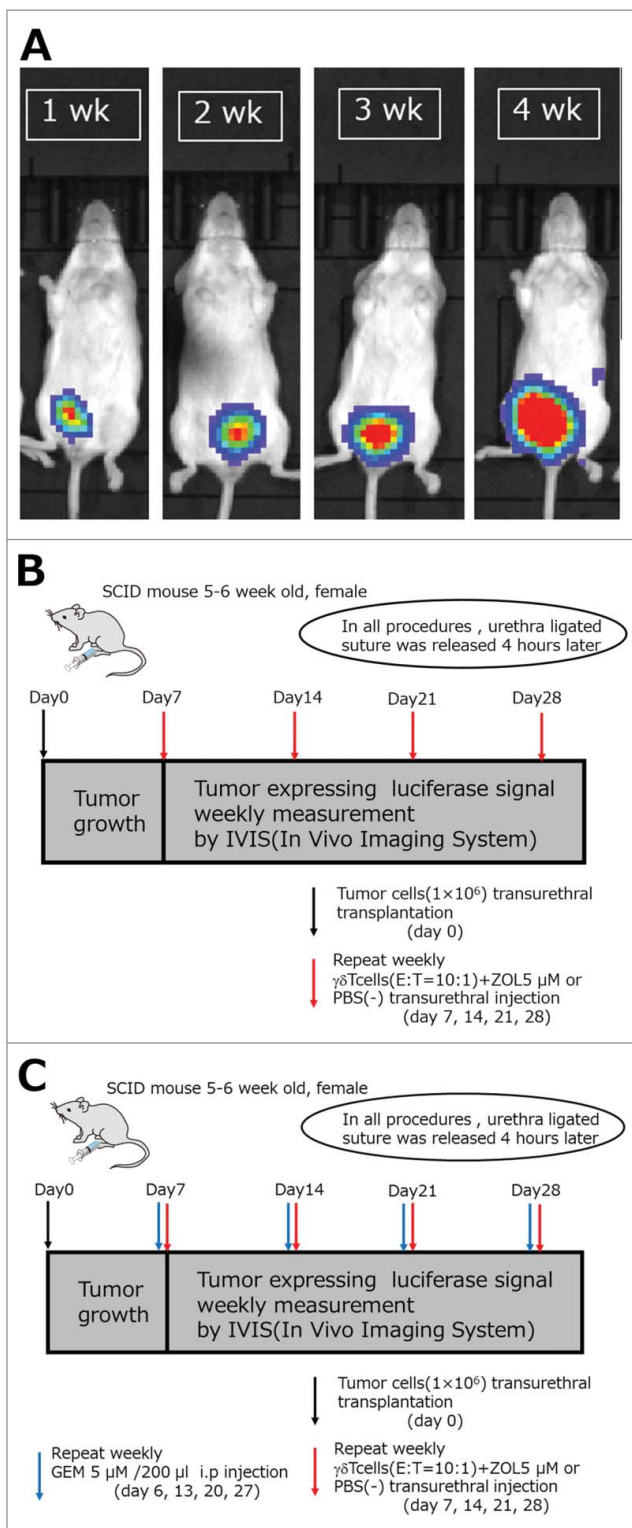 A
1 wk
2 wk
3 wk
4 wk
B
SCID mouse 5-6 week old, female
In all procedures , urethra ligated
suture was released 4 hours later
Day0
Day7
Day14
Day21
Day28
Tumor
growth
Tumor expressing luciferase signal
weekly measurement
by IVIS(In Vivo Imaging System)
Tumor cells(1×10⁶) transurethral
transplantation
(day 0)
Repeat weekly
γδTcells(E:T=10:1)+ZOL5 μM or
PBS(-) transurethral injection
(day 7, 14, 21, 28)
C
SCID mouse 5-6 week old, female
In all procedures , urethra ligated
suture was released 4 hours later
Day0
Day7
Day14
Day21
Day28
Tumor
growth
Tumor expressing luciferase signal
weekly measurement
by IVIS(In Vivo Imaging System)
Tumor cells(1×10⁶) transurethral
transplantation
(day 0)
Repeat weekly
GEM 5 μM /200 μl i.p injection
(day 6, 13, 20, 27)
Repeat weekly
γδTcells(E:T=10:1)+ZOL5 μM or
PBS(-) transurethral injection
(day 7, 14, 21, 28)